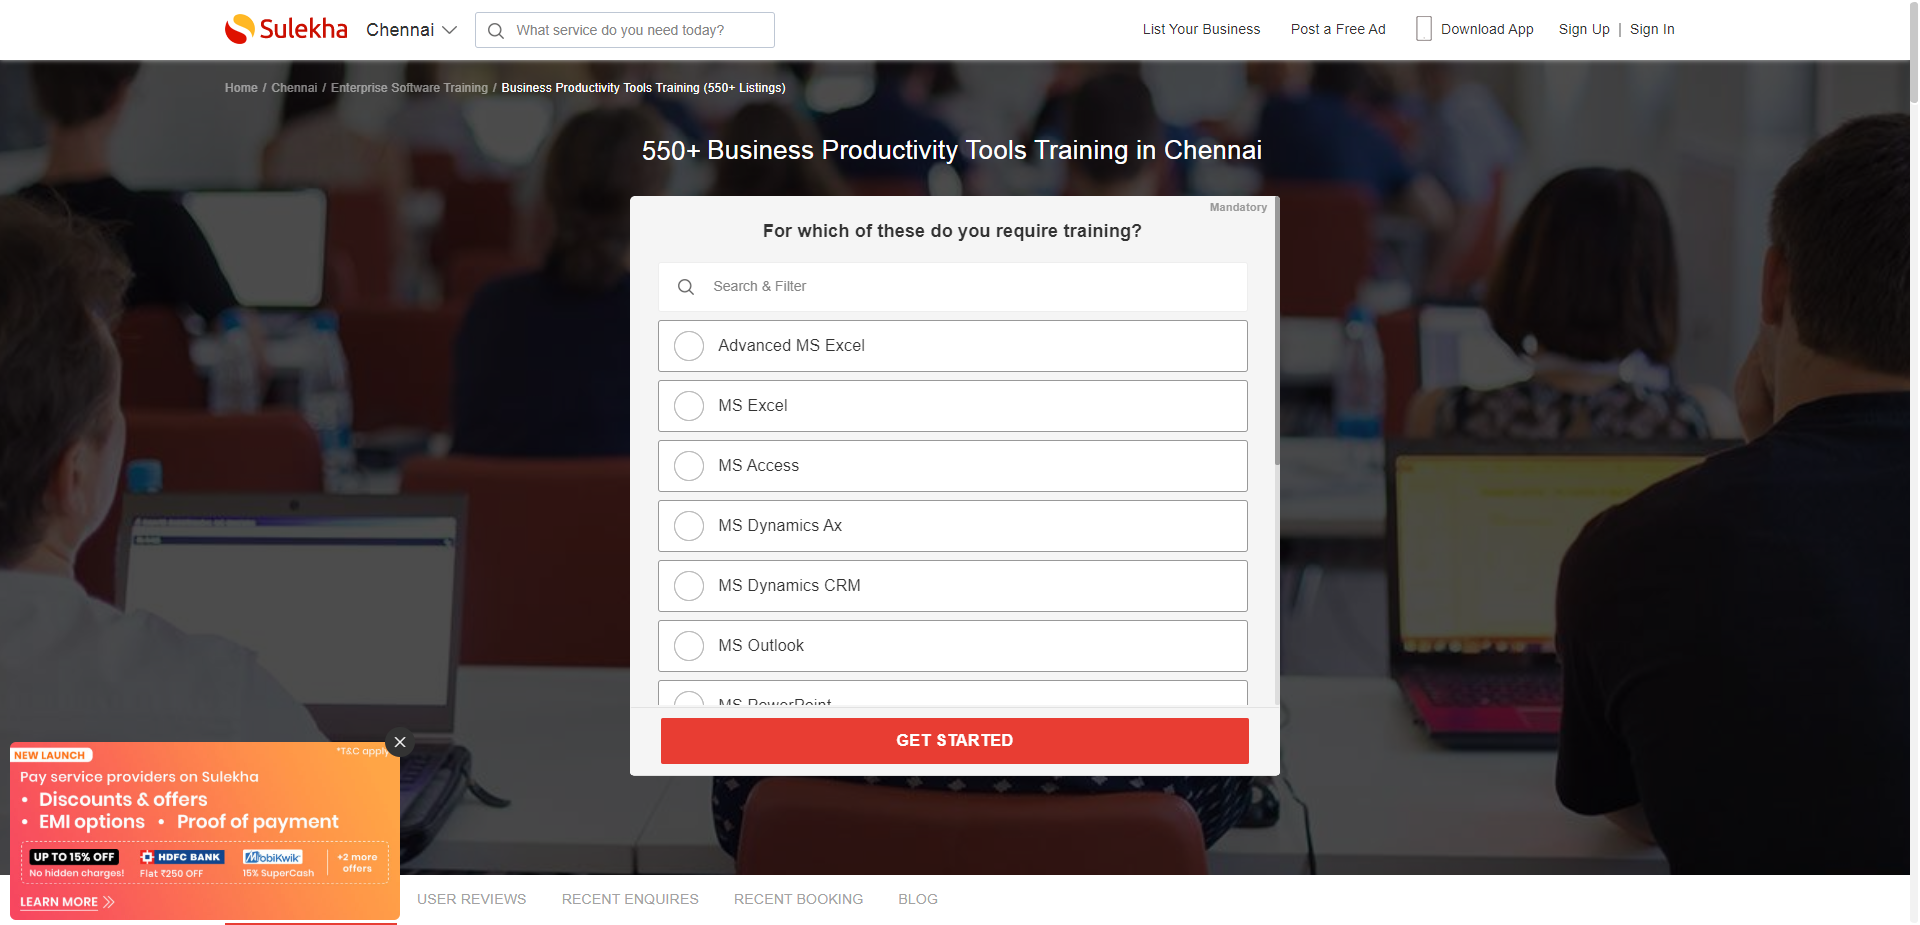 Sulekha
Chennai
What service do you need today?
List Your Business
Post a Free Ad
Download App
Sign Up | Sign In
Home / Chennai / Enterprise Software Training / Business Productivity Tools Training (550+ Listings)
550+ Business Productivity Tools Training in Chennai
Mandatory
For which of these do you require training?
Search & Filter
Advanced MS Excel
MS Excel
MS Access
MS Dynamics Ax
MS Dynamics CRM
MS Outlook
MS PowerPoint
GET STARTED
NEW LAUNCH
*T&C apply
Pay service providers on Sulekha
• Discounts & offers
• EMI options • Proof of payment
UP TO 15% OFF
No hidden charges!
HDFC BANK
Flat ₹250 OFF
MobiKwik
15% SuperCash
+2 more
offers
LEARN MORE
USER REVIEWS
RECENT ENQUIRES
RECENT BOOKING
BLOG